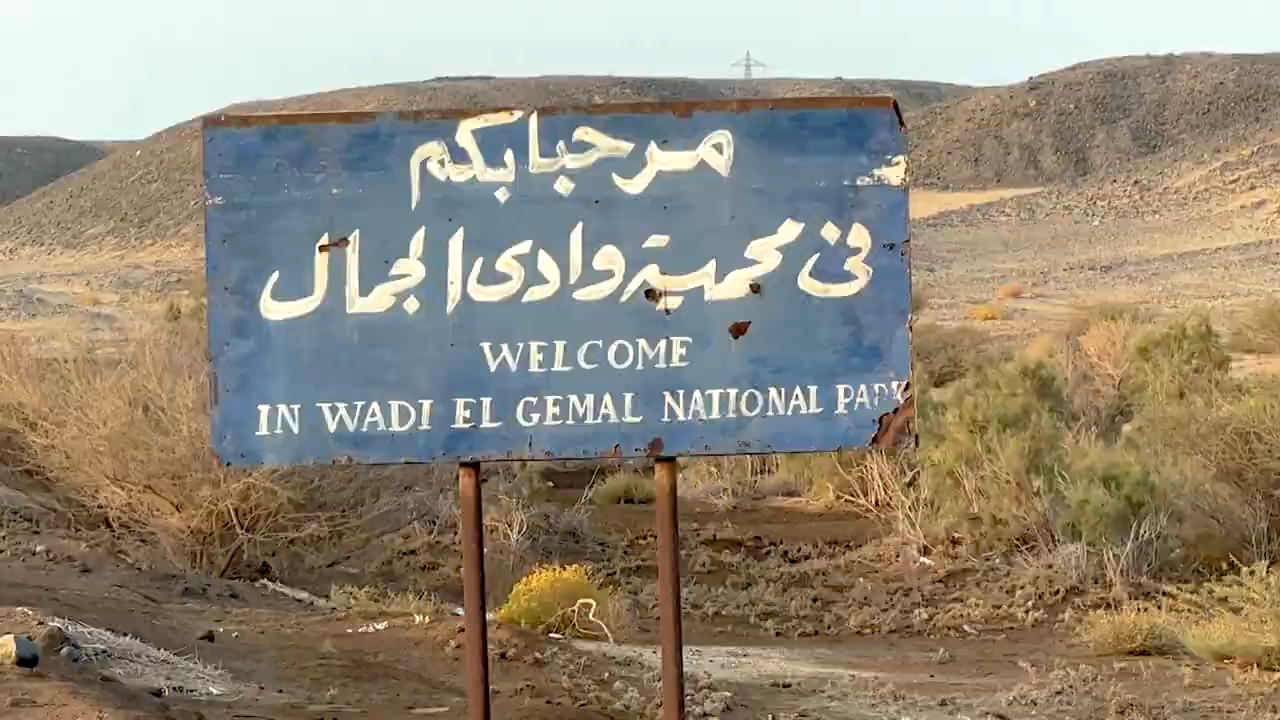 مرحبا بكم
فى محمية وادى الجمال
WELCOME
IN WADI EL GEMAL NATIONAL PARK